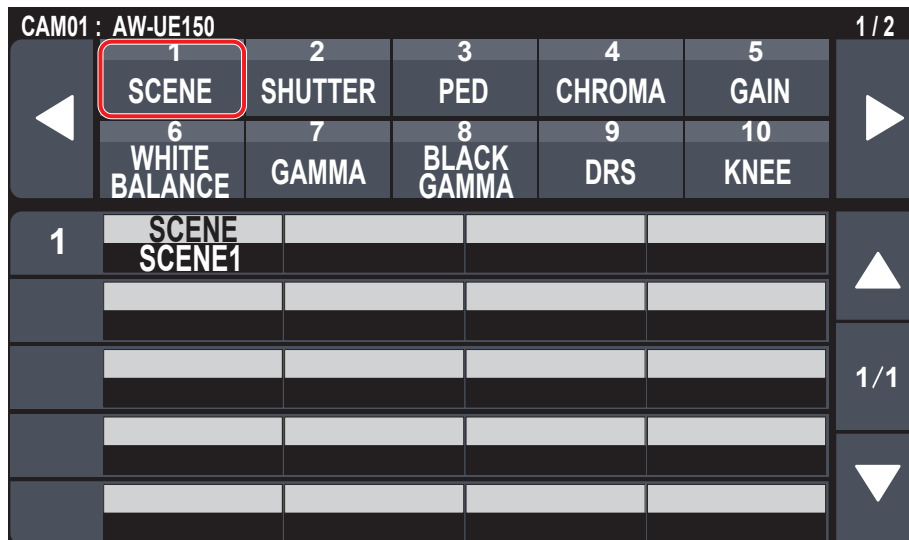 CAM01 : AW-UE150 1 / 2
1 2 3 4 5
SCENE SHUTTER PED CHROMA GAIN
6 7 8 9 10
WHITE BALANCE GAMMA BLACK GAMMA DRS KNEE
1 SCENE
SCENE1
1/1